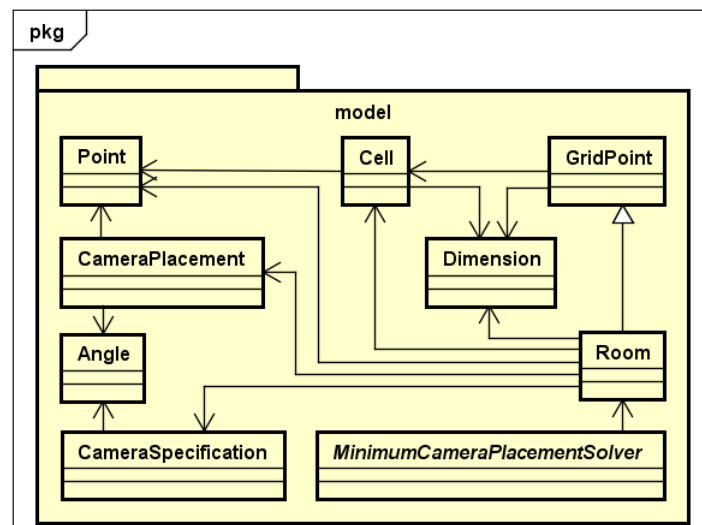 pkg
model
Point
Cell
GridPoint
CameraPlacement
Dimension
Angle
Room
CameraSpecification
MinimumCameraPlacementSolver